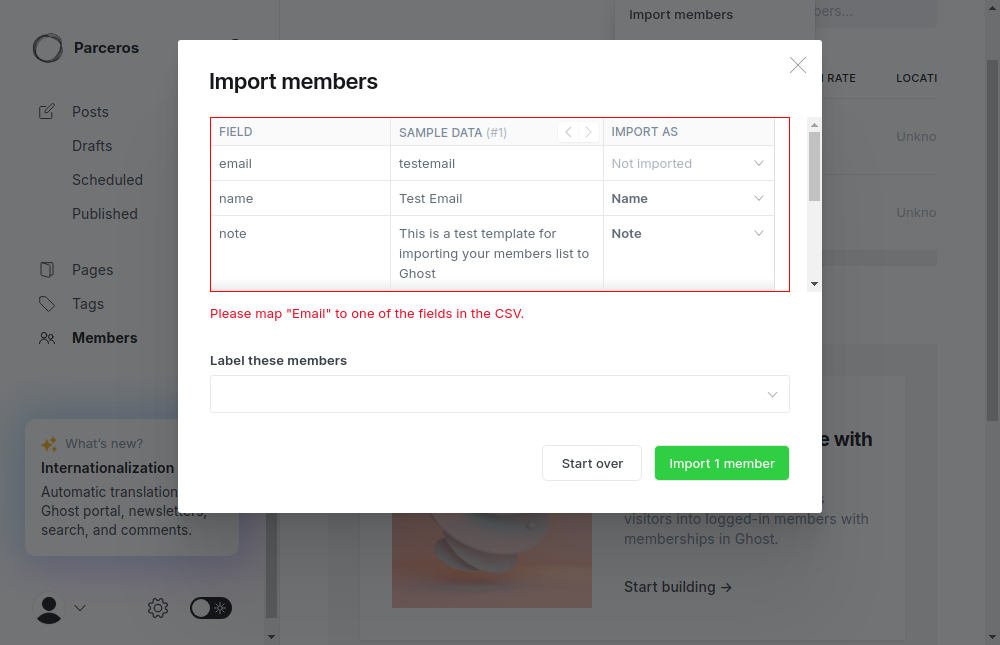 Import members
bers...
Parceros
Import members
I RATE
LOCATI
FIELD
SAMPLE DATA (#1)
IMPORT AS
Posts
email
testemail
Not imported
Unkno
Drafts
Scheduled
name
Test Email
Name
Published
Unkno
note
This is a test template for
importing your members list to
Ghost
Note
Pages
Tags
Please map "Email" to one of the fields in the CSV.
Members
Label these members
What's new?
Internationalization
Automatic translation
Ghost portal, newsletters,
search, and comments.
e with
Start over
Import 1 member
s
visitors into logged-in members with
memberships in Ghost.
Start building →